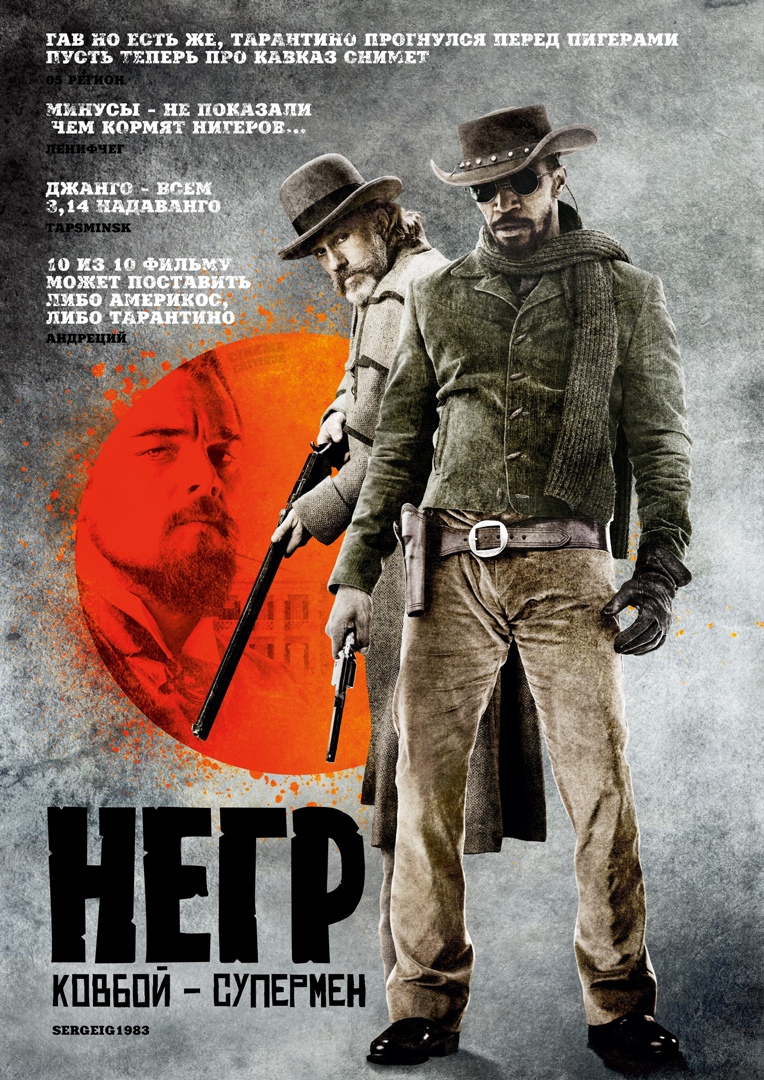 ГАВ НО ЕСТЬ ЖЕ, ТАРАНТИНО ПРОГНУЛСЯ ПЕРЕД ПИГЕРАМИ
ПУСТЬ ТЕПЕРЬ ПРО КАВКАЗ СНИМЕТ
05 РЕГИОН
МИНУСЫ - НЕ ПОКАЗАЛИ
ЧЕМ КОРМЯТ НИГЕРОВ...
ЛЕНИФЧЕГ
ДЖАНГО - ВСЕМ
3,14 НАДАВАНГО
TAPSMINSK
10 ИЗ 10 ФИЛЬМУ
МОЖЕТ ПОСТАВИТЬ
ЛИБО АМЕРИКОС,
ЛИБО ТАРАНТИНО
АНДРЕЦИЙ
НЕГР
КОВБОЙ - СУПЕРМЕН
SERGEIG1983